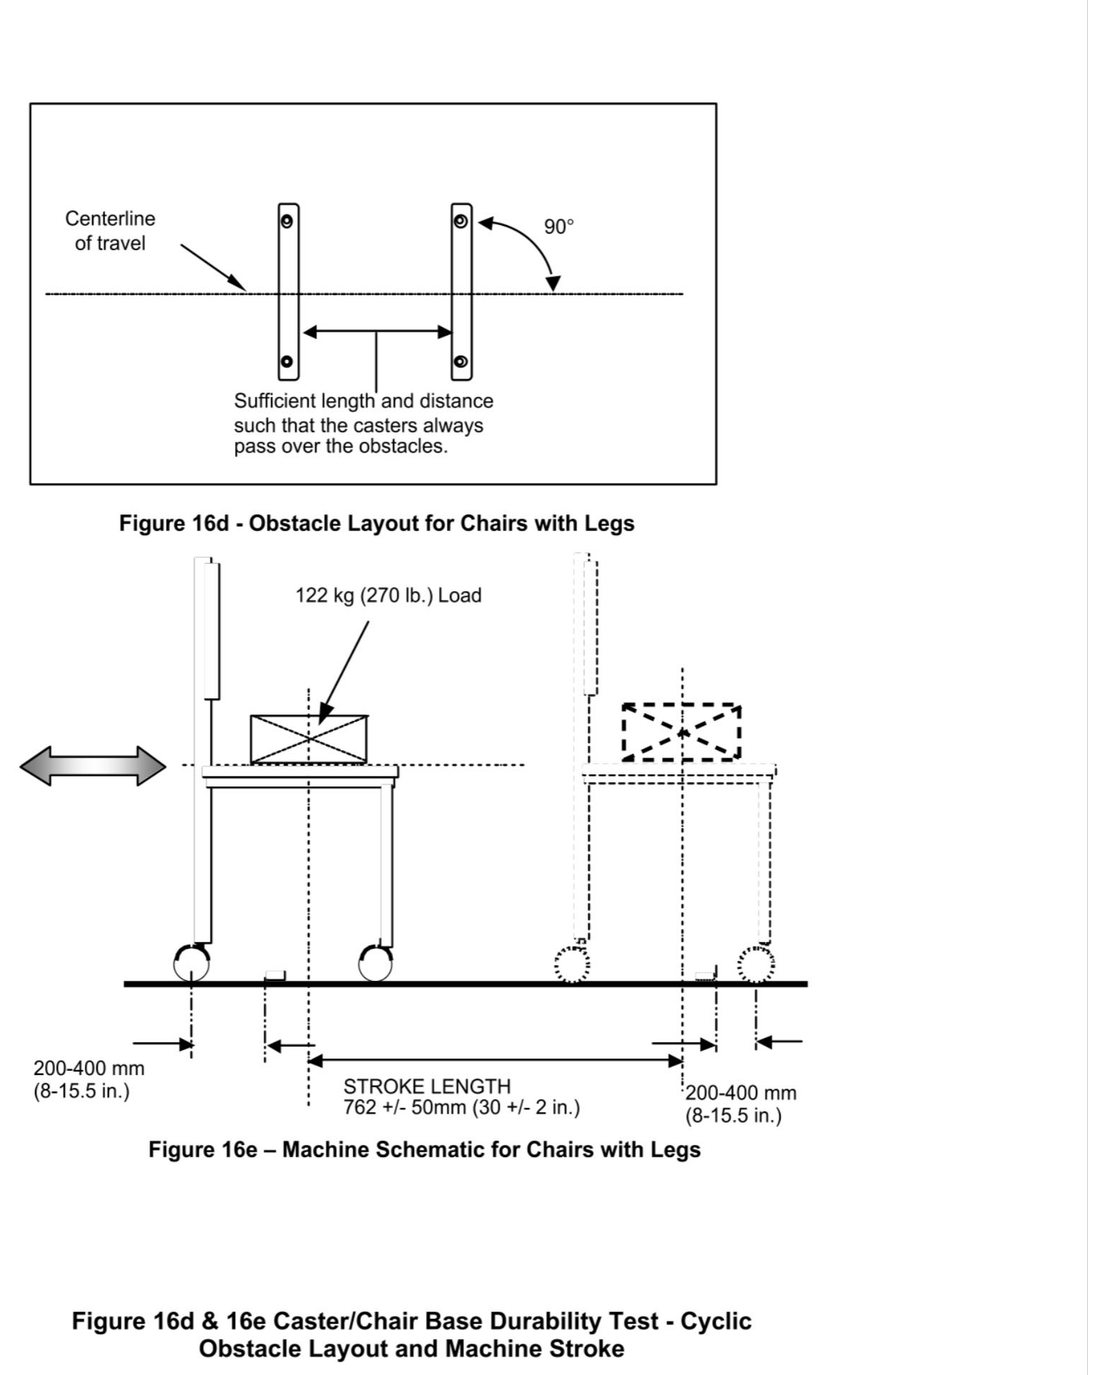 Centerline
of travel
90°
Sufficient length and distance
such that the casters always
pass over the obstacles.
Figure 16d - Obstacle Layout for Chairs with Legs
122 kg (270 lb.) Load
200-400 mm
(8-15.5 in.)
STROKE LENGTH
762 +/- 50mm (30 +/- 2 in.)
200-400 mm
(8-15.5 in.)
Figure 16e – Machine Schematic for Chairs with Legs
Figure 16d & 16e Caster/Chair Base Durability Test - Cyclic
Obstacle Layout and Machine Stroke